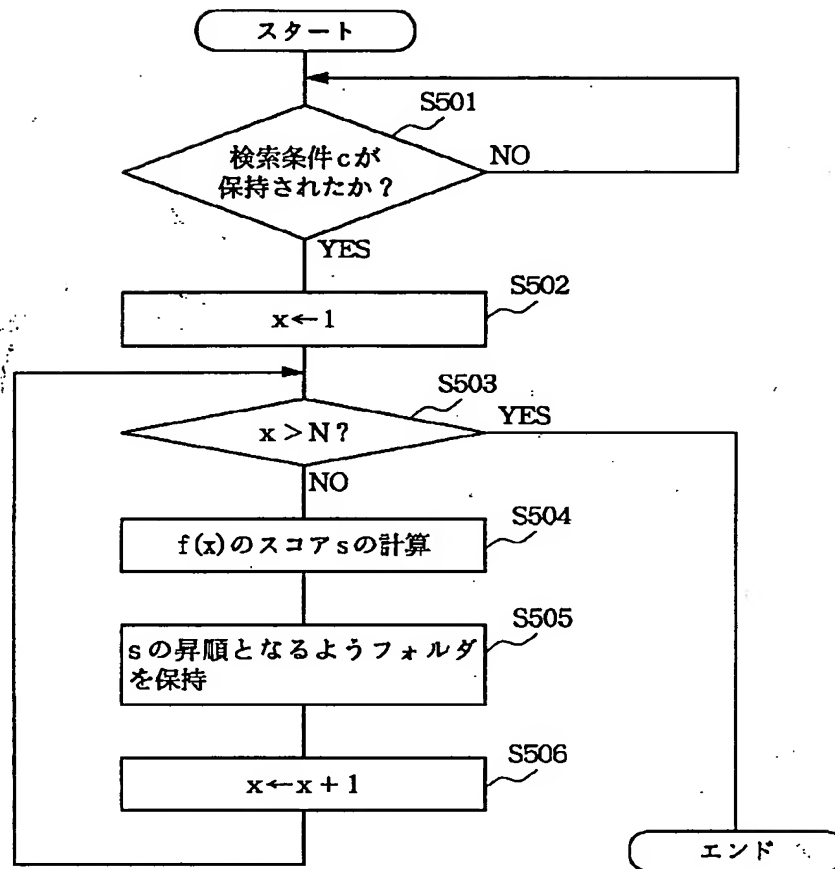 スタート
S501
検索条件cが
保持されたか？
NO
YES
S502
x←1
S503
x＞N？
YES
NO
S504
f(x)のスコアsの計算
S505
sの昇順となるようフォルダ
を保持
S506
x←x＋1
エンド